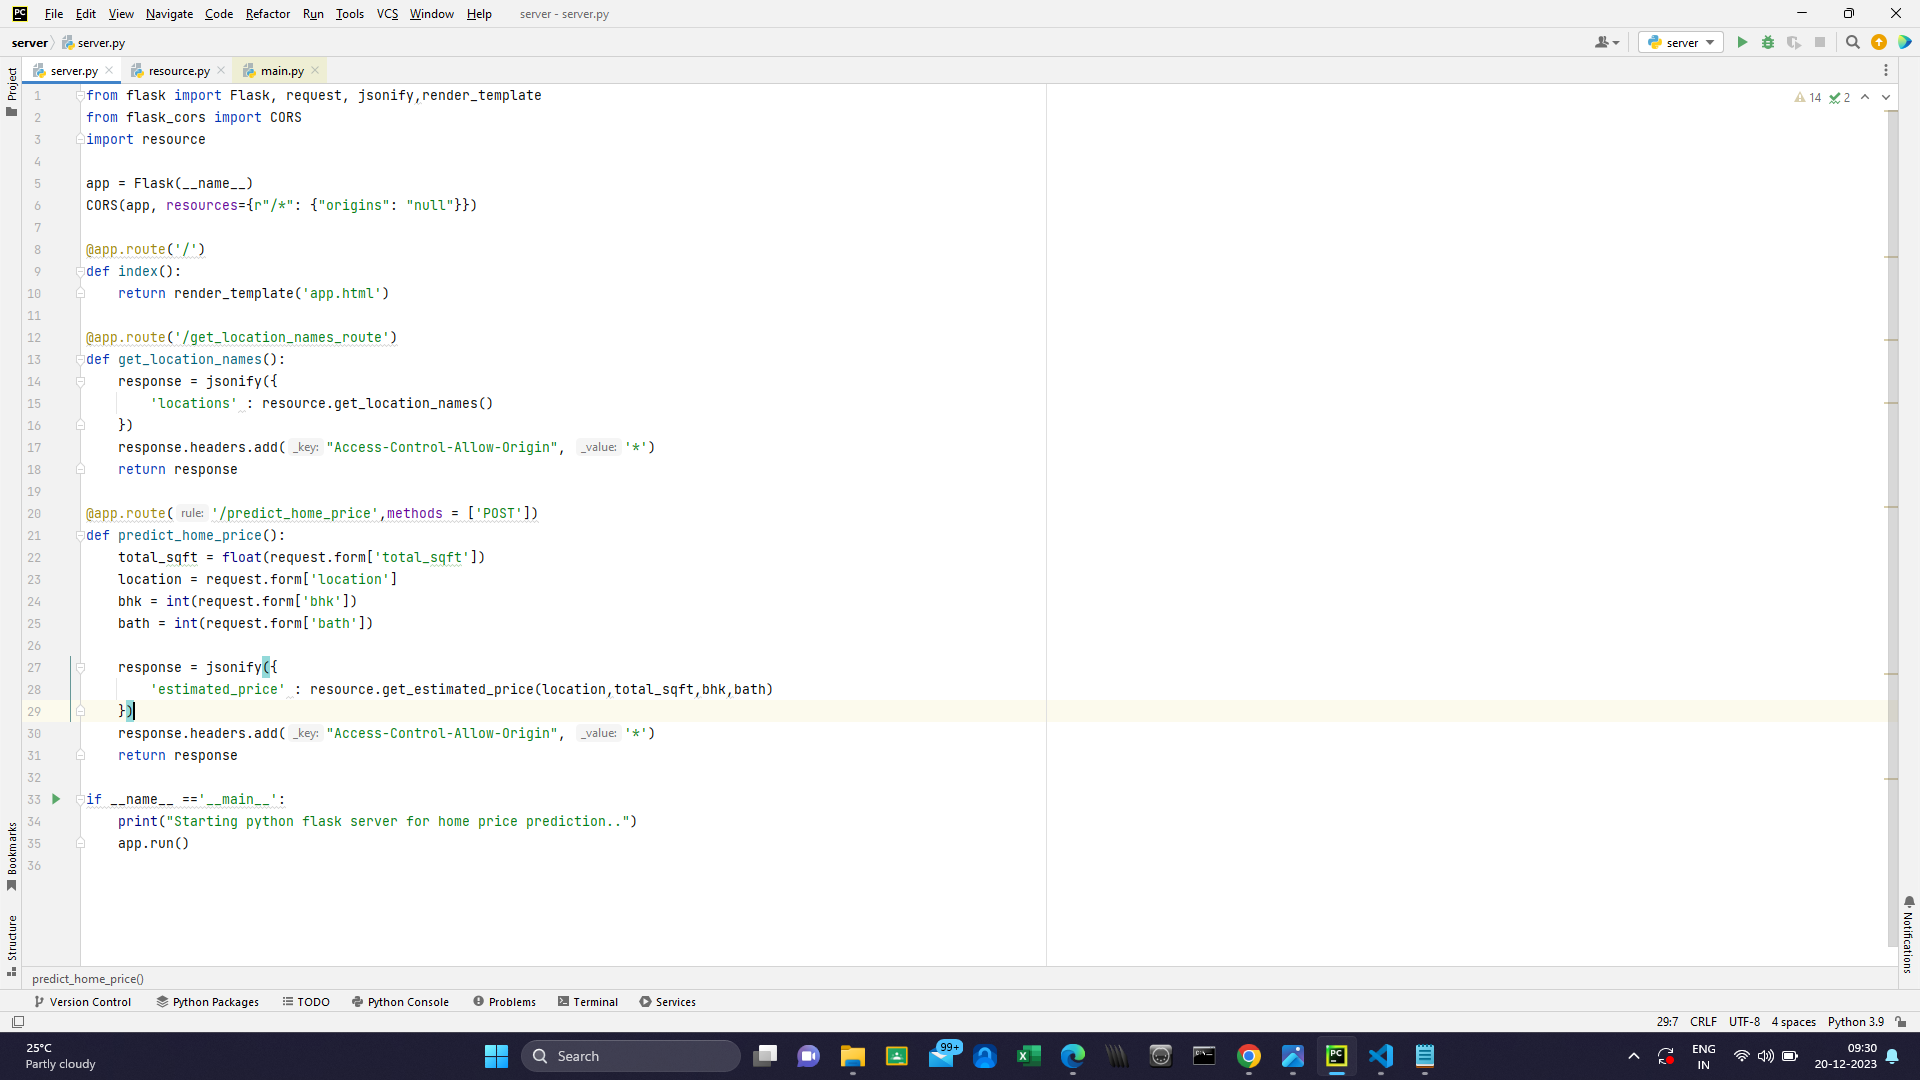 PC File Edit View Navigate Code Refactor Run Tools VCS Window Help server - server.py
server server.py server
server.py resource.py main.py
Project
14 2
1 from flask import Flask, request, jsonify,render_template
2 from flask_cors import CORS
3 import resource
4
5 app = Flask(__name__)
6 CORS(app, resources={r"/*": {"origins": "null"}})
7
8 @app.route('/')
9 def index():
10 return render_template('app.html')
11
12 @app.route('/get_location_names_route')
13 def get_location_names():
14 response = jsonify({
15 'locations' : resource.get_location_names()
16 })
17 response.headers.add( _key: "Access-Control-Allow-Origin", _value: '*')
18 return response
19
20 @app.route( rule: '/predict_home_price',methods = ['POST'])
21 def predict_home_price():
22 total_sqft = float(request.form['total_sqft'])
23 location = request.form['location']
24 bhk = int(request.form['bhk'])
25 bath = int(request.form['bath'])
26
27 response = jsonify({
28 'estimated_price' : resource.get_estimated_price(location,total_sqft,bhk,bath)
29 })
30 response.headers.add( _key: "Access-Control-Allow-Origin", _value: '*')
31 return response
32
33 if __name__ =='__main__':
34 print("Starting python flask server for home price prediction..")
35 app.run()
36
Bookmarks
Structure
Notifications
predict_home_price()
Version Control Python Packages TODO Python Console Problems Terminal Services
29:7 CRLF UTF-8 4 spaces Python 3.9
25°C
Partly cloudy
Search
99+
PC
ENG
IN
09:30
20-12-2023